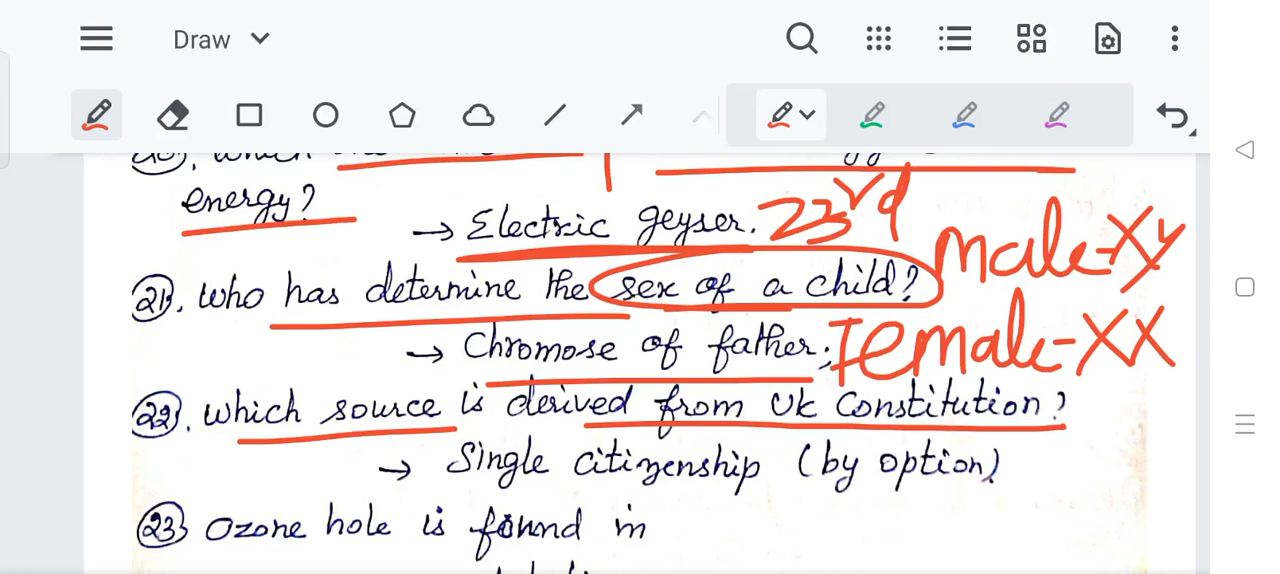 Draw
which
energy?
→ Electric geyser. 23rd
(21), who has determine the sex of a child? male-Xy
→ Chromose of father. Female-XX
(22). which source is derived from Uk Constitution?
→ Single citizenship (by option)
(23) Ozone hole is found in